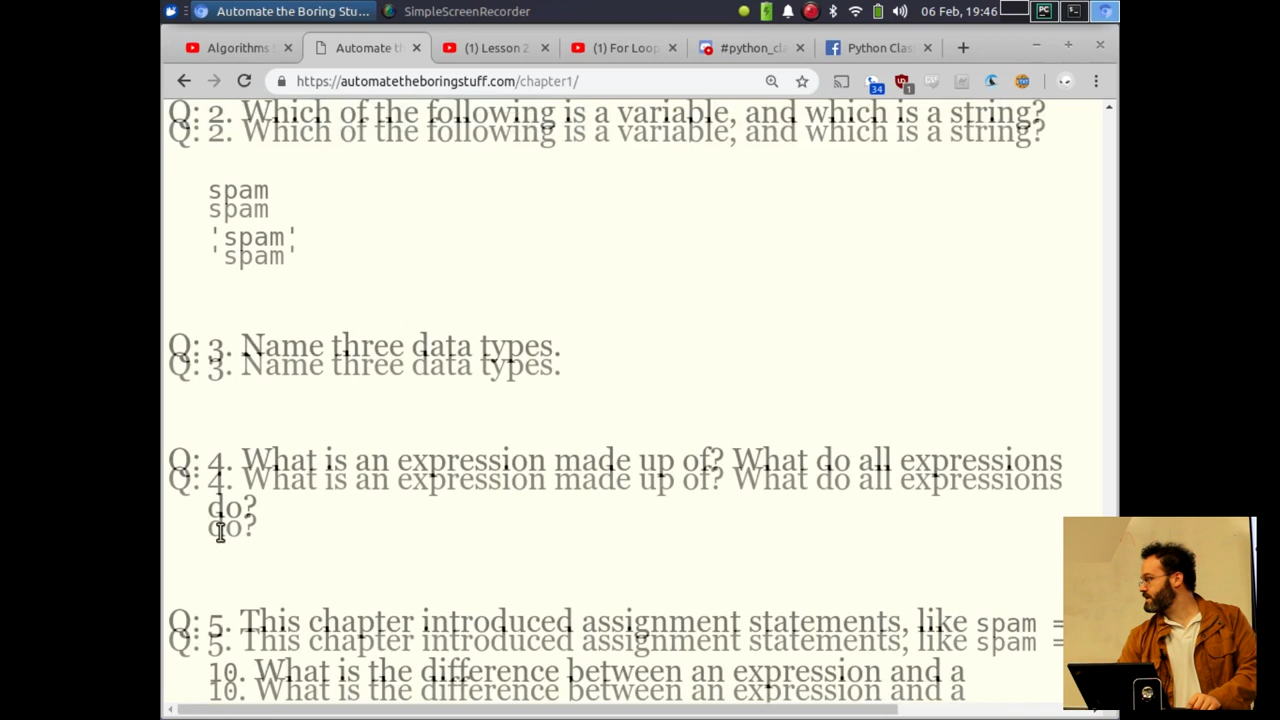 Automate the Boring Stu...
SimpleScreenRecorder
06 Feb, 19:46
Algorithms
Automate th
(1) Lesson 2
(1) For Loop
#python_cla
Python Clas
https://automatetheboringstuff.com/chapter1/
34
1
Q: 2. Which of the following is a variable, and which is a string?
Q: 2. Which of the following is a variable, and which is a string?
spam
spam
'spam'
'spam'
Q: 3. Name three data types.
Q: 3. Name three data types.
Q: 4. What is an expression made up of? What do all expressions
Q: 4. What is an expression made up of? What do all expressions
do?
do?
Q: 5. This chapter introduced assignment statements, like spam =
Q: 5. This chapter introduced assignment statements, like spam =
10. What is the difference between an expression and a
10. What is the difference between an expression and a